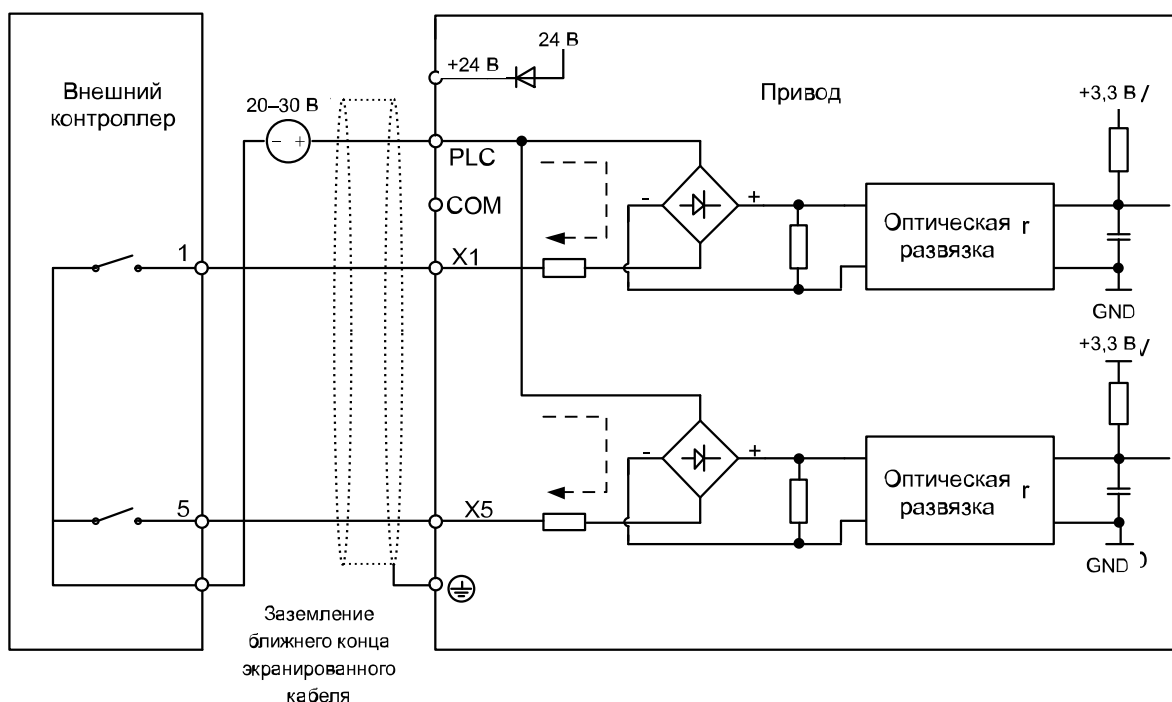 Внешний
контроллер
1
5
20–30 В
- +
Заземление
ближнего конца
экранированного
кабеля
24 В
+24 В
Привод
PLC
COM
X1
- +
Оптическая r
развязка
+3,3 В/
GND
X5
- +
Оптическая r
развязка
+3,3 В/
GND